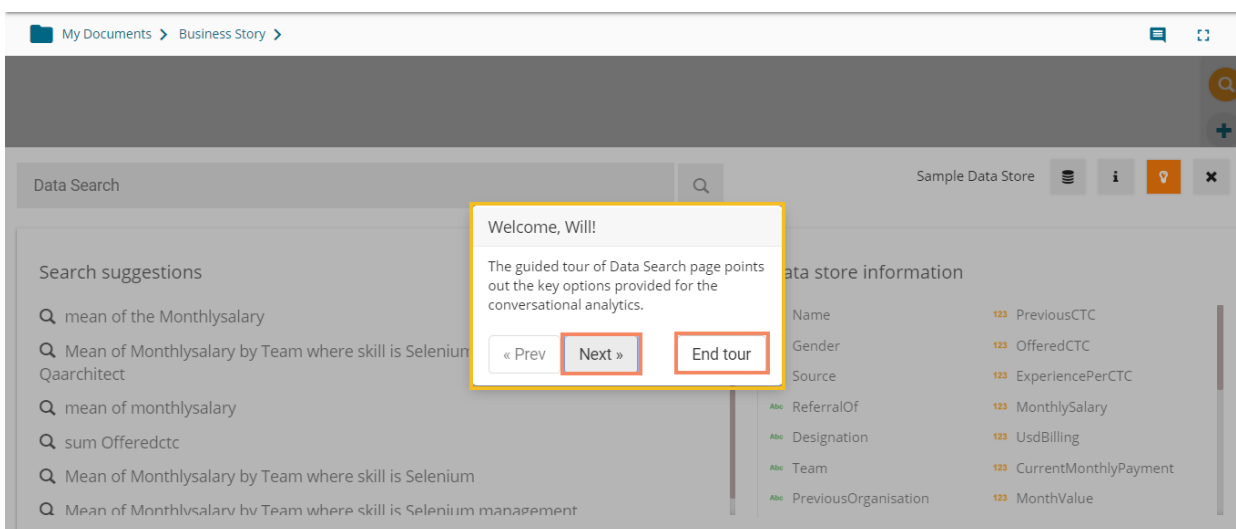 My Documents > Business Story >
Data Search
Sample Data Store
i
Welcome, Will!
The guided tour of Data Search page points
out the key options provided for the
conversational analytics.
« Prev
Next »
End tour
Search suggestions
mean of the Monthlysalary
Mean of Monthlysalary by Team where skill is Selenium
Qaarchitect
mean of monthlysalary
sum Offeredctc
Mean of Monthlysalary by Team where skill is Selenium
Mean of Monthlysalary by Team where skill is Selenium management
ata store information
Name
Gender
Source
Abc ReferralOf
Abc Designation
Abc Team
Abc PreviousOrganisation
123 PreviousCTC
123 OfferedCTC
123 ExperiencePerCTC
123 MonthlySalary
123 UsdBilling
123 CurrentMonthlyPayment
123 MonthValue